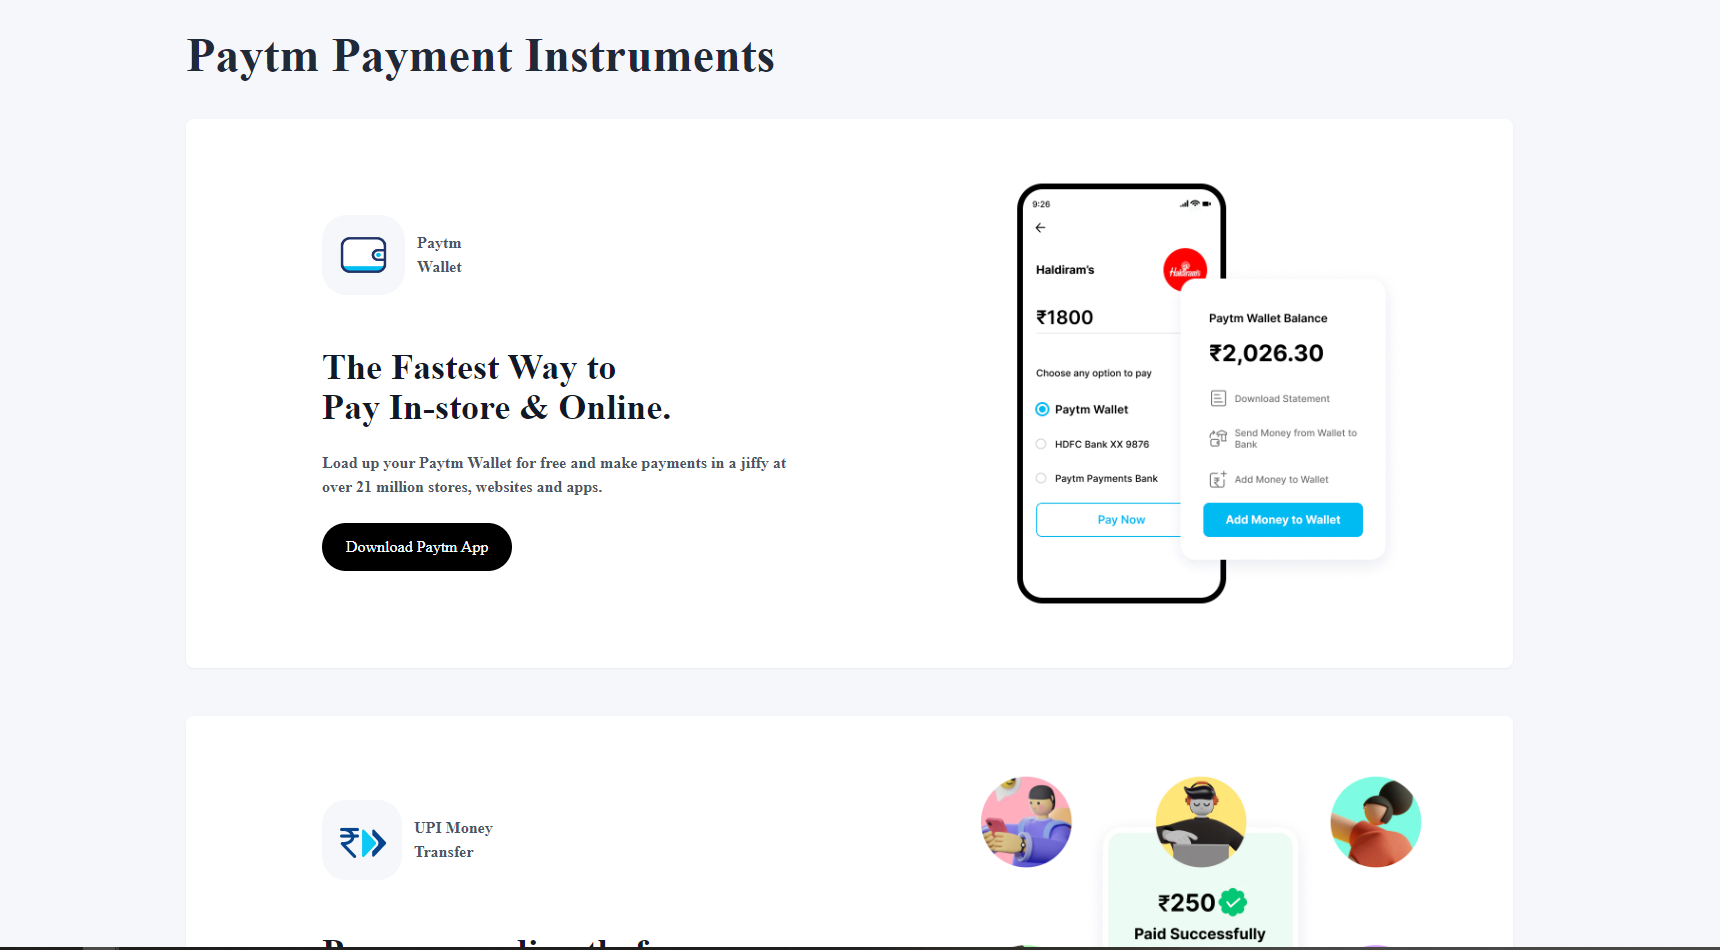 Paytm Payment Instruments
Paytm
Wallet
The Fastest Way to
Pay In-store & Online.
Load up your Paytm Wallet for free and make payments in a jiffy at
over 21 million stores, websites and apps.
Download Paytm App
9:26
Haldiram's
Haldiram's
₹1800
Choose any option to pay
Paytm Wallet
HDFC Bank XX 9876
Paytm Payments Bank
Pay Now
Paytm Wallet Balance
₹2,026.30
Download Statement
Send Money from Wallet to
Bank
Add Money to Wallet
Add Money to Wallet
UPI Money
Transfer
₹250
Paid Successfully